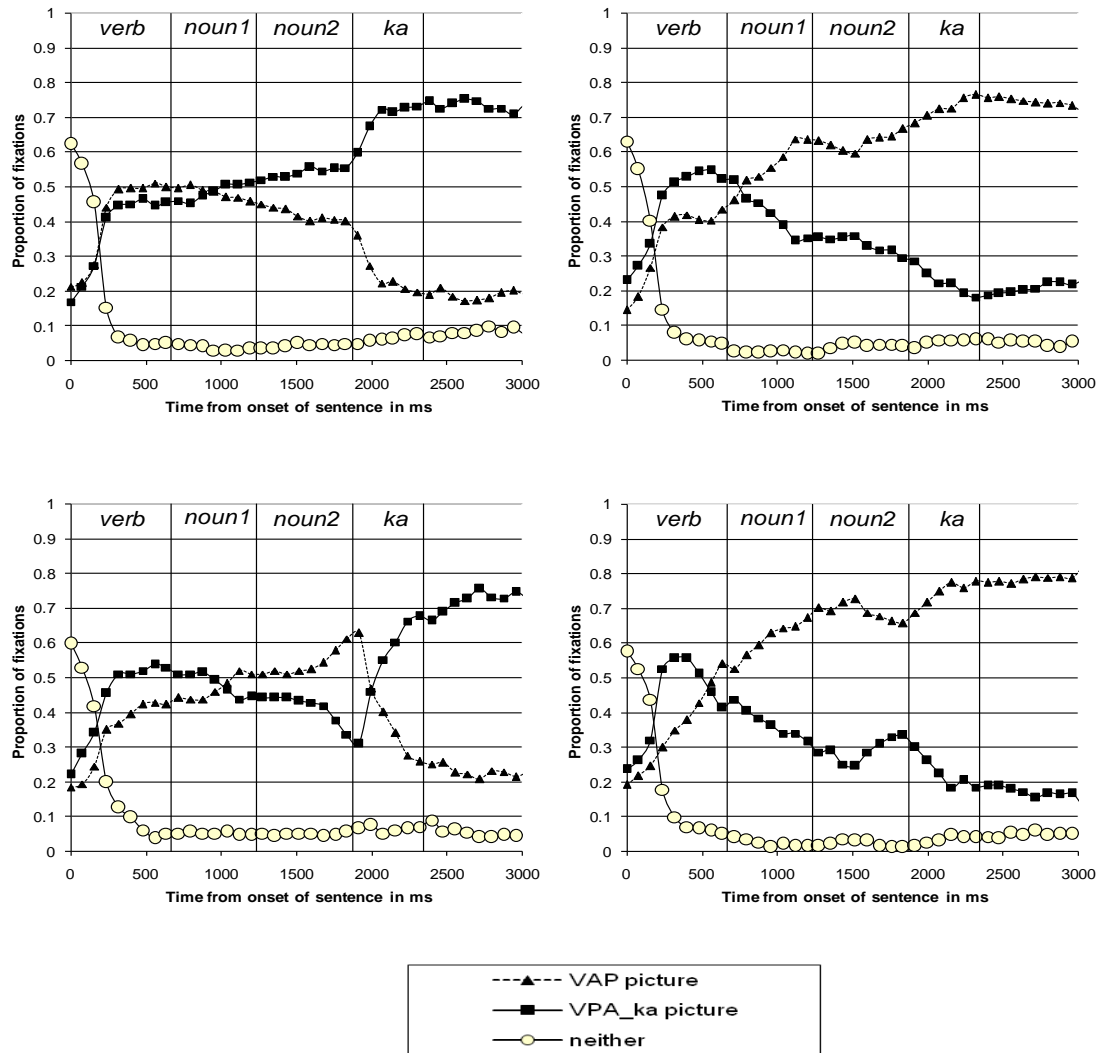 verb noun1 noun2 ka
1
0.9
0.8
0.7
0.6
0.5
0.4
0.3
0.2
0.1
0
Proportion of fixations
0 500 1000 1500 2000 2500 3000
Time from onset of sentence in ms
verb noun1 noun2 ka
1
0.9
0.8
0.7
0.6
0.5
0.4
0.3
0.2
0.1
0
Proportion of fixations
0 500 1000 1500 2000 2500 3000
Time from onset of sentence in ms
verb noun1 noun2 ka
1
0.9
0.8
0.7
0.6
0.5
0.4
0.3
0.2
0.1
0
Proportion of fixations
0 500 1000 1500 2000 2500 3000
Time from onset of sentence in ms
verb noun1 noun2 ka
1
0.9
0.8
0.7
0.6
0.5
0.4
0.3
0.2
0.1
0
Proportion of fixations
0 500 1000 1500 2000 2500 3000
Time from onset of sentence in ms
VAP picture
VPA_ka picture
neither